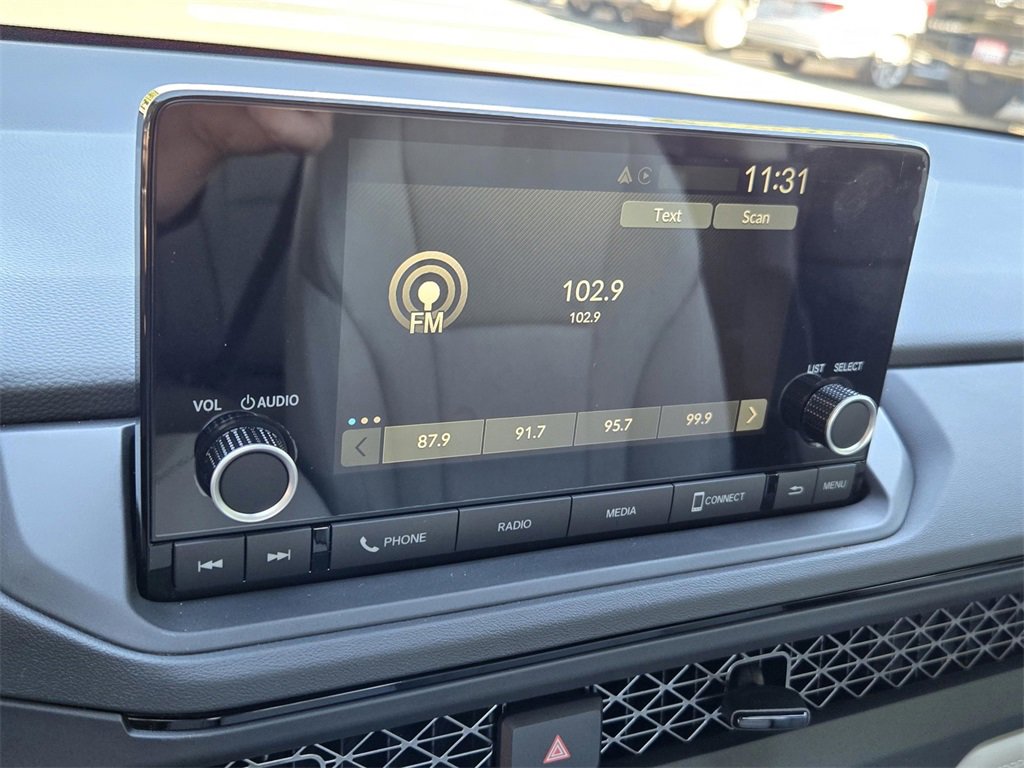 11:31
Text Scan
FM
102.9
102.9
LIST SELECT
VOL AUDIO
87.9 91.7 95.7 99.9
PHONE RADIO MEDIA CONNECT MENU